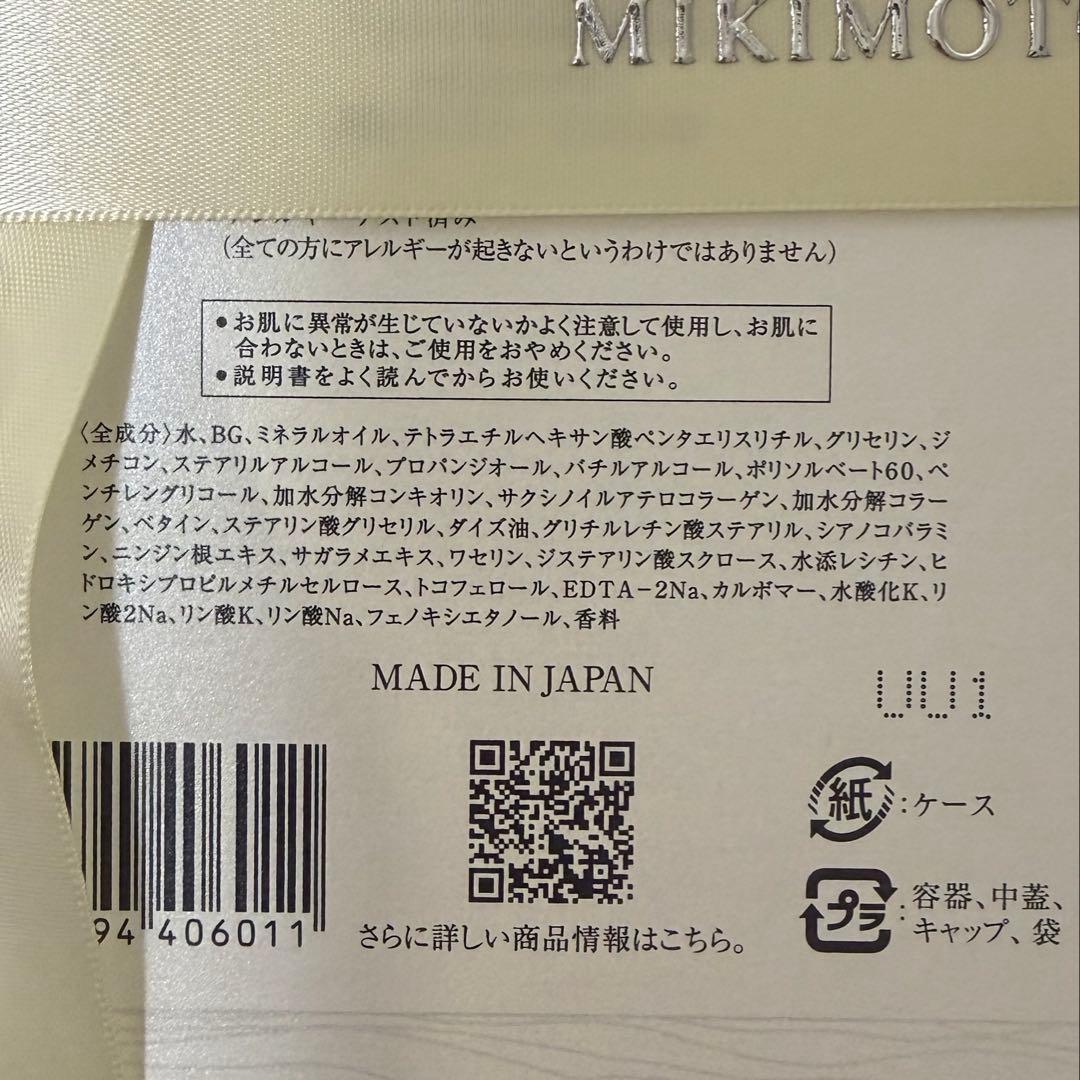 MIKIMOTO
アレルギーテスト済み
（全ての方にアレルギーが起きないというわけではありません）
●お肌に異常が生じていないかよく注意して使用し、お肌に
合わないときは、ご使用をおやめください。
●説明書をよく読んでからお使いください。
〈全成分〉水、BG、ミネラルオイル、テトラエチルヘキサン酸ペンタエリスリチル、グリセリン、ジ
メチコン、ステアリルアルコール、プロパンジオール、バチルアルコール、ポリソルベート60、ペ
ンチレングリコール、加水分解コンキオリン、サクシノイルアテロコラーゲン、加水分解コラー
ゲン、ベタイン、ステアリン酸グリセリル、ダイズ油、グリチルレチン酸ステアリル、シアノコバラミ
ン、ニンジン根エキス、サガラメエキス、ワセリン、ジステアリン酸スクロース、水添レシチン、ヒ
ドロキシプロピルメチルセルロース、トコフェロール、EDTA－2Na、カルボマー、水酸化K、リ
ン酸2Na、リン酸K、リン酸Na、フェノキシエタノール、香料
MADE IN JAPAN
UU1
94 406011
さらに詳しい商品情報はこちら。
紙:ケース
プラ:容器、中蓋、
キャップ、袋